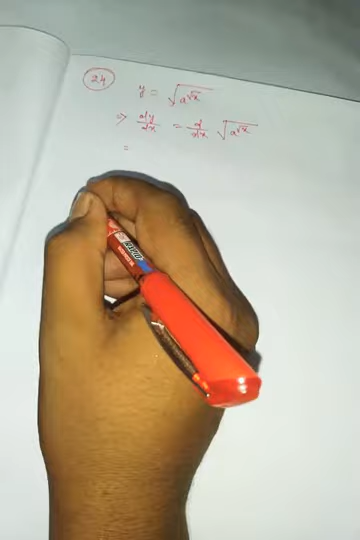 24
y = √a^√x
⇒ dy/dx = d/dx √a^√x
=